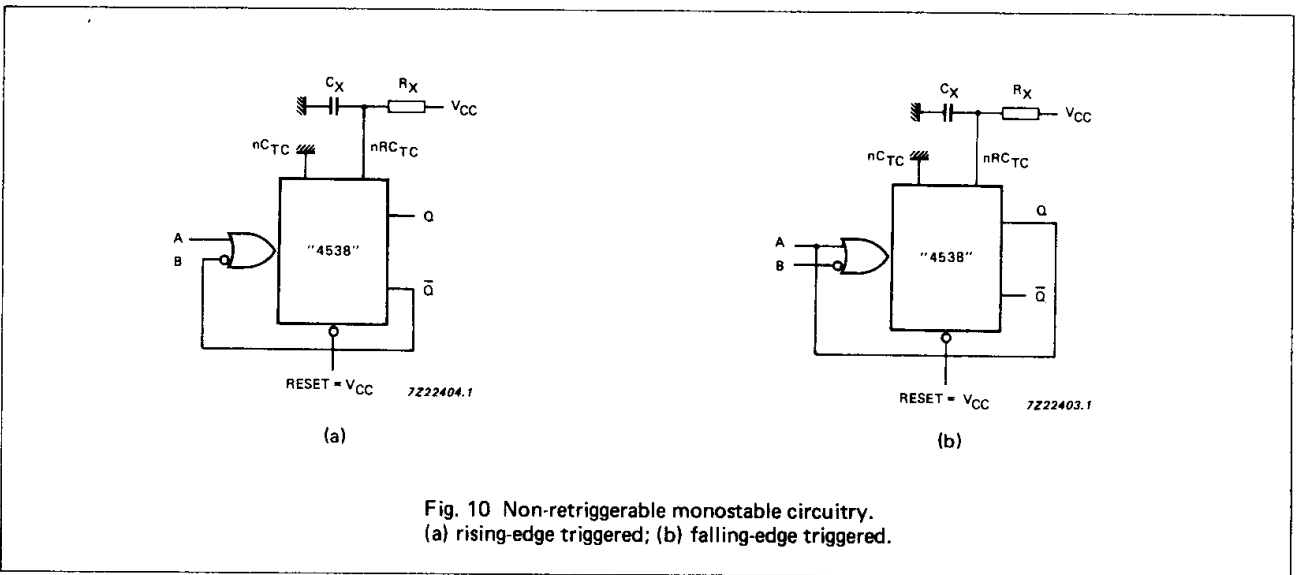 C_X
R_X
V_CC
nC_TC
nRC_TC
Q
A
B
"4538"
Q̅
RESET = V_CC
7Z22404.1
(a)
C_X
R_X
V_CC
nC_TC
nRC_TC
Q
A
B
"4538"
Q̅
RESET = V_CC
7Z22403.1
(b)
Fig. 10 Non-retriggerable monostable circuitry.
(a) rising-edge triggered; (b) falling-edge triggered.